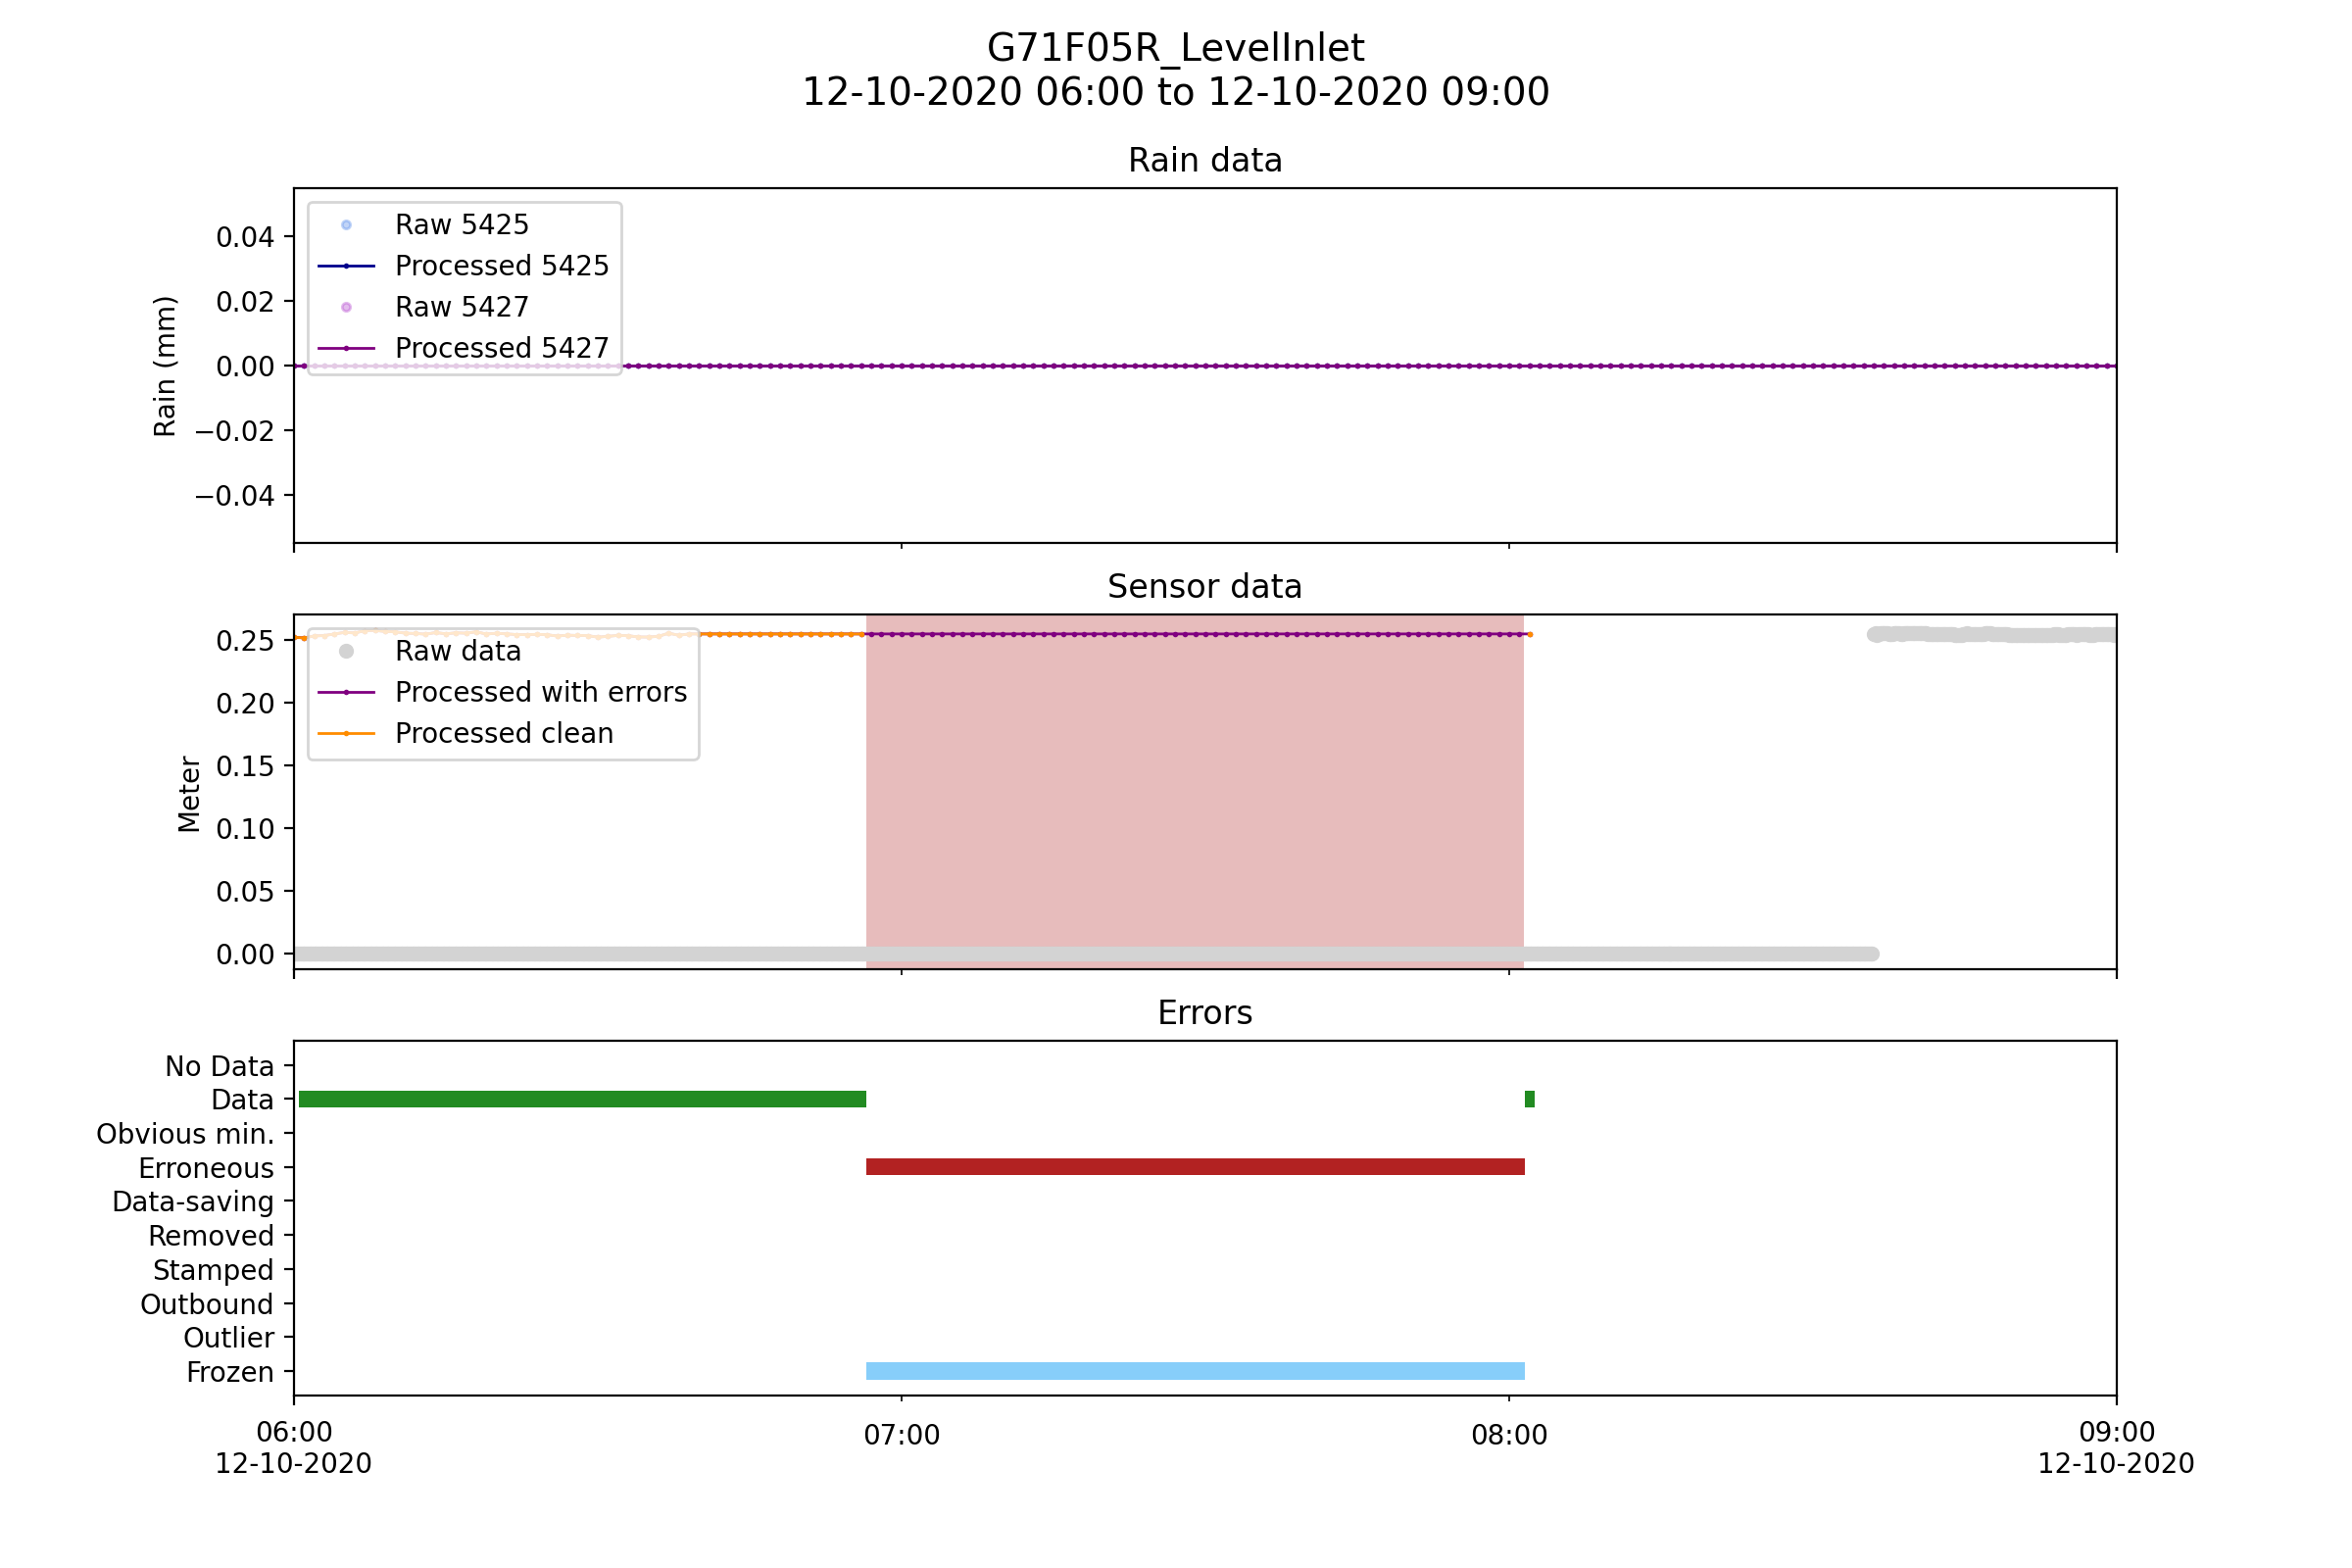 G71F05R_LevelInlet
12-10-2020 06:00 to 12-10-2020 09:00
Rain data
Raw 5425
Processed 5425
Raw 5427
Processed 5427
0.04
0.02
0.00
−0.02
−0.04
Rain (mm)
Sensor data
Raw data
Processed with errors
Processed clean
0.25
0.20
0.15
0.10
0.05
0.00
Meter
Errors
No Data
Data
Obvious min.
Erroneous
Data-saving
Removed
Stamped
Outbound
Outlier
Frozen
06:00
12-10-2020
07:00
08:00
09:00
12-10-2020